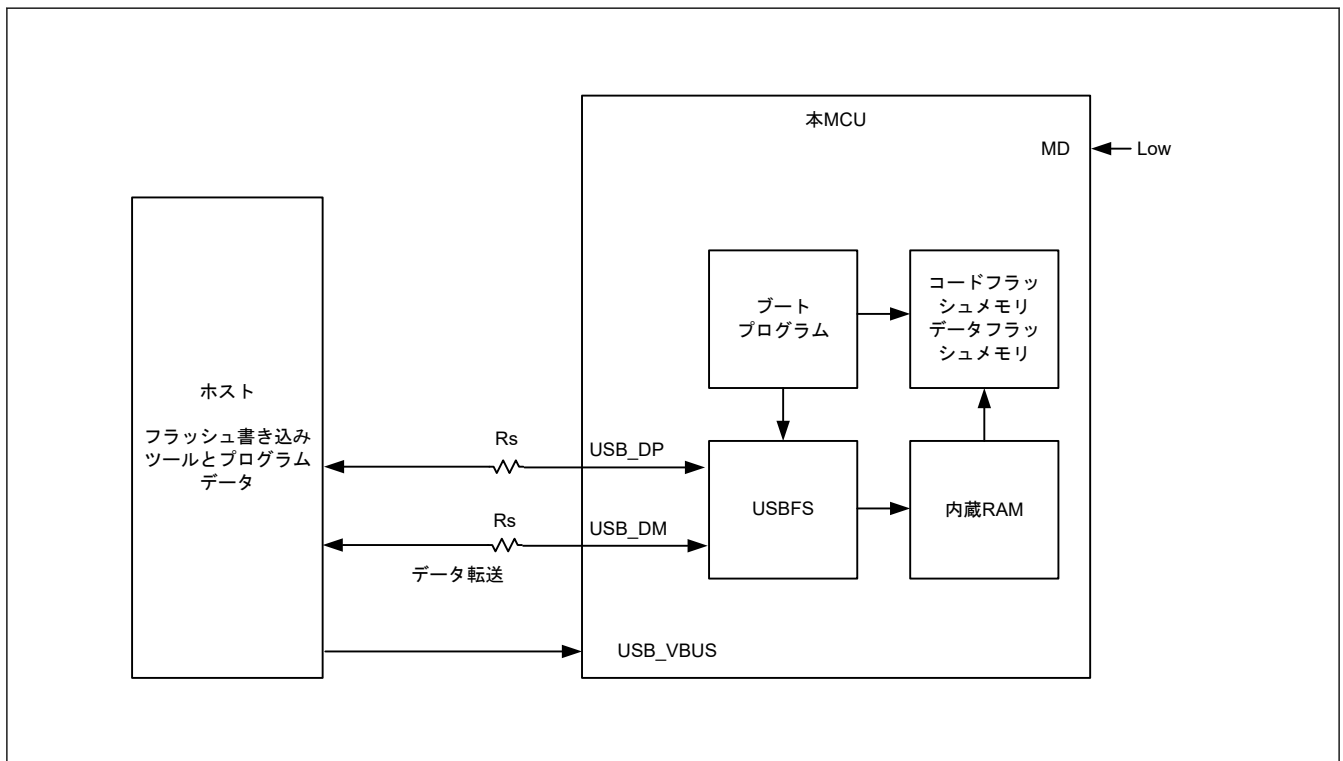 本MCU
MD
Low
ブート
プログラム
コードフラッ
シュメモリ
データフラッ
シュメモリ
ホスト
フラッシュ書き込み
ツールとプログラム
データ
Rs
USB_DP
USBFS
内蔵RAM
Rs
USB_DM
データ転送
USB_VBUS